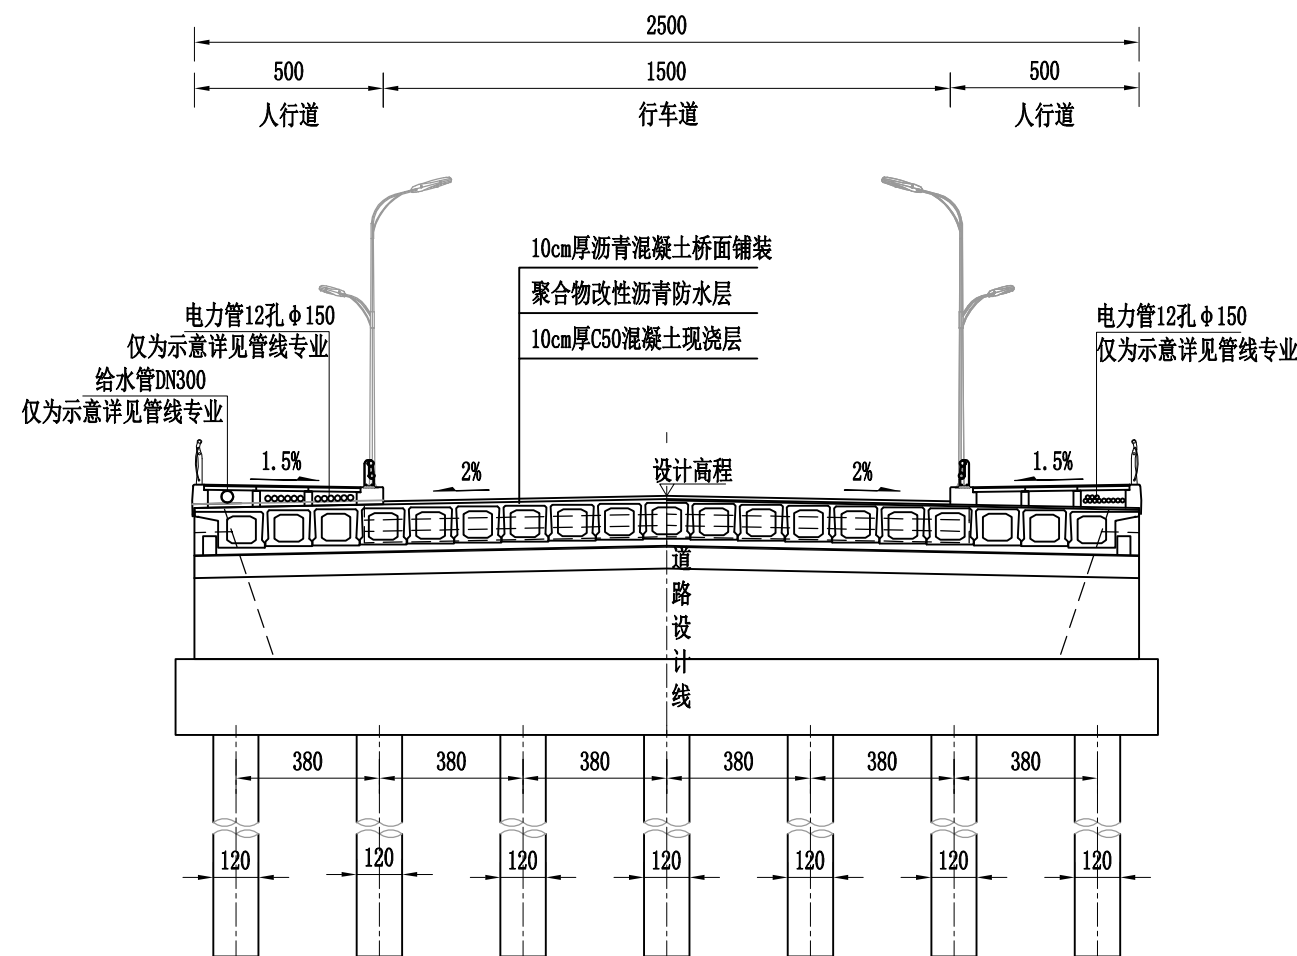 2500
500
1500
500
人行道
行车道
人行道
10cm厚沥青混凝土桥面铺装
聚合物改性沥青防水层
10cm厚C50混凝土现浇层
电力管12孔φ150
仅为示意详见管线专业
给水管DN300
仅为示意详见管线专业
电力管12孔φ150
仅为示意详见管线专业
1.5%
2%
设计高程
2%
1.5%
道路设计线
380
380
380
380
380
380
120
120
120
120
120
120
120